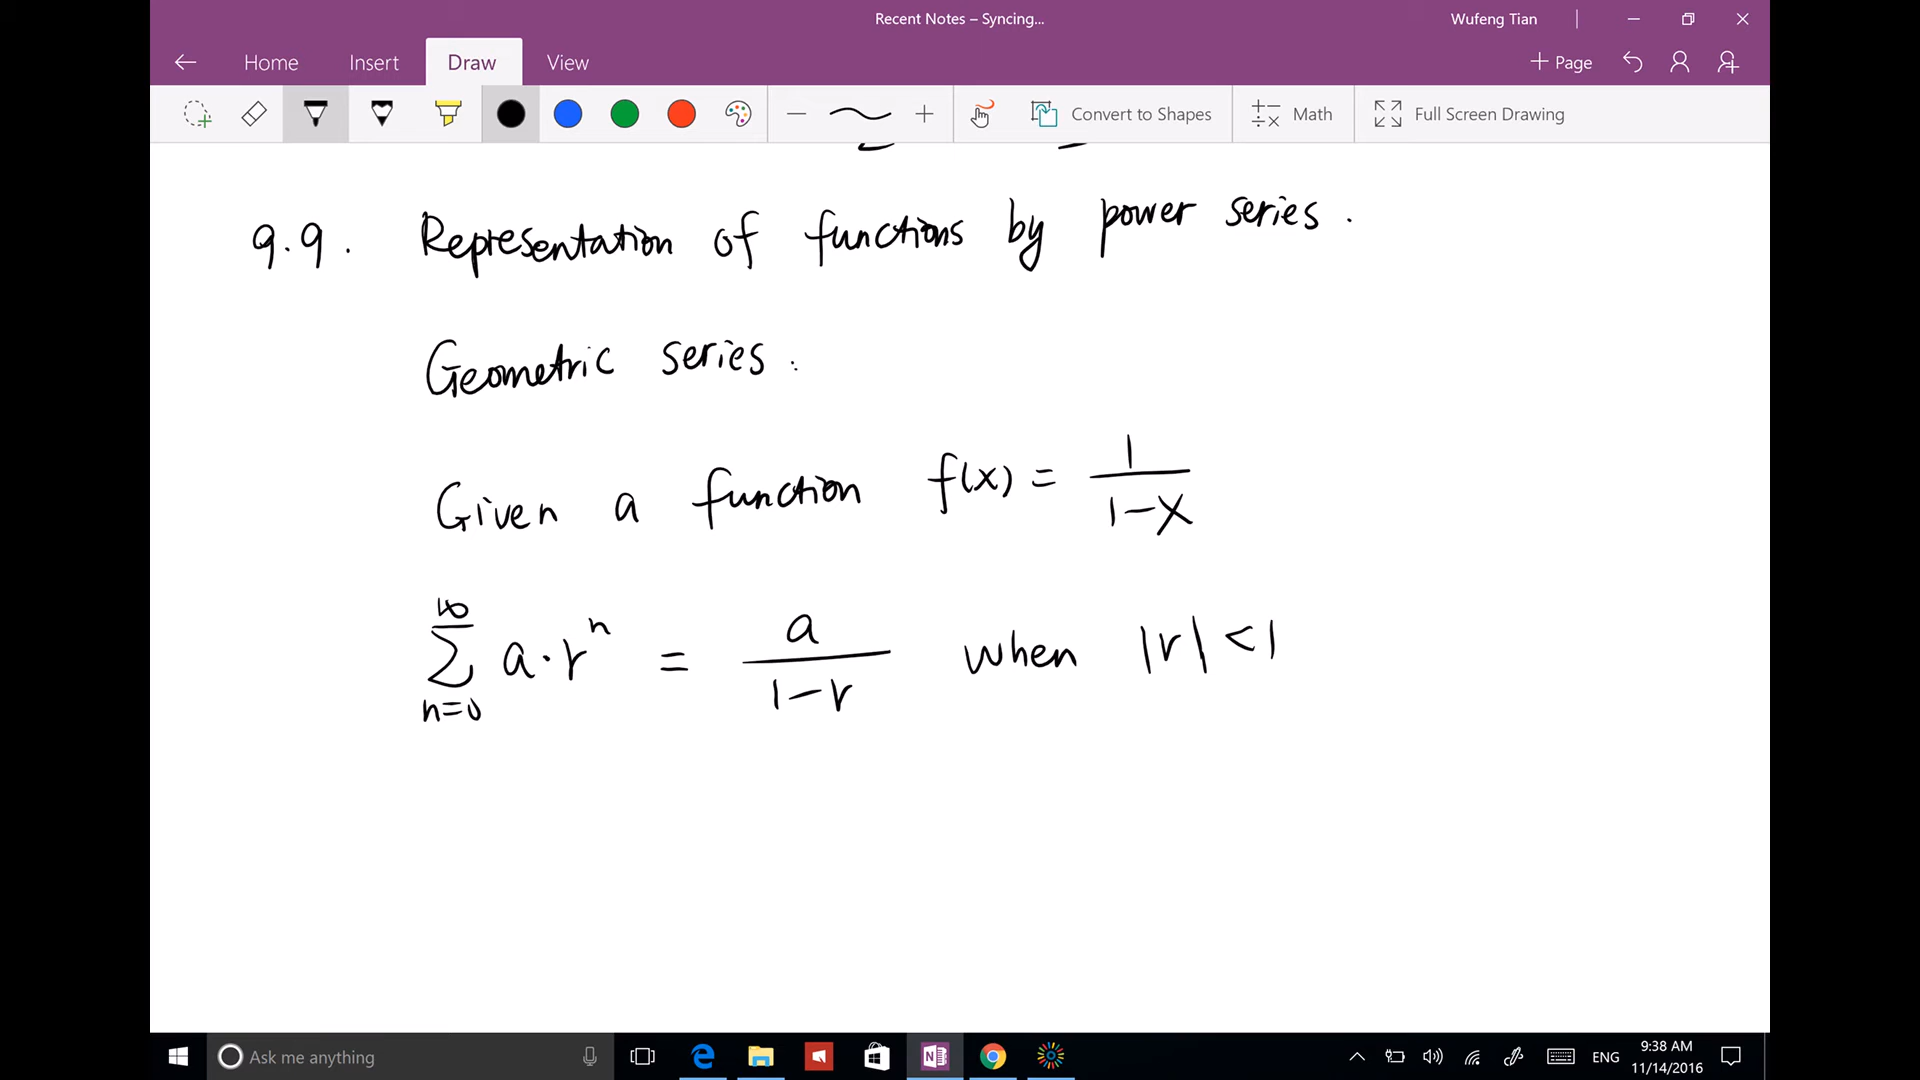 Recent Notes – Syncing...
Wufeng Tian
Home Insert Draw View
Page
Convert to Shapes
Math
Full Screen Drawing
9.9. Representation of functions by power series.
Geometric series:
Given a function f(x) = 1/(1-x)
∑_{n=0}^{∞} a·r^n = a/(1-r) when |r| < 1
Ask me anything
ENG
9:38 AM
11/14/2016